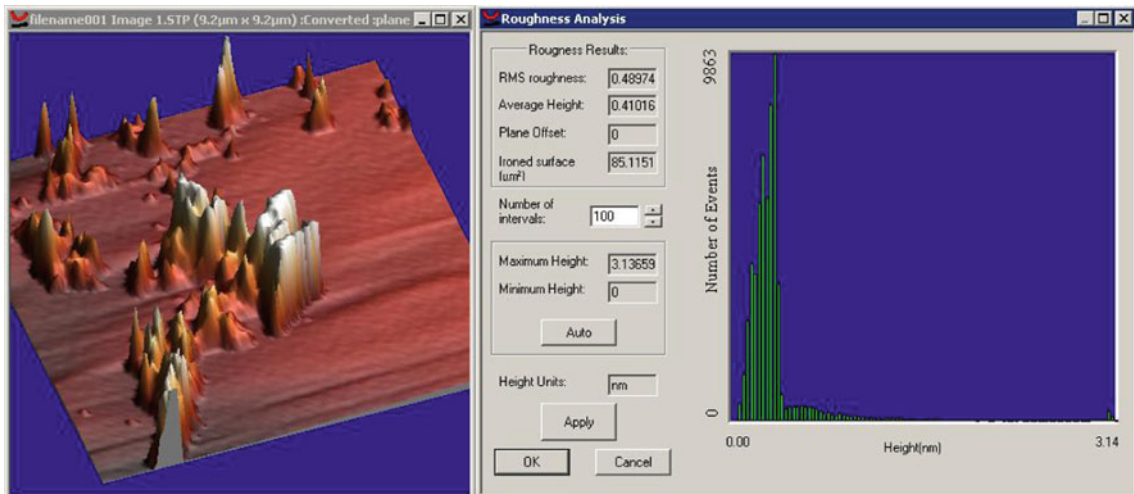 filename001 Image 1.STP (9.2µm x 9.2µm) :Converted :plane
Roughness Analysis
Rougness Results:
RMS roughness: 0.48974
Average Height: 0.41016
Plane Offset: 0
Ironed surface 85.1151
(µm²)
Number of
intervals: 100
Maximum Height: 3.13659
Minimum Height: 0
Auto
Height Units: nm
Apply
OK Cancel
9863
Number of Events
0
0.00 Height(nm) 3.14